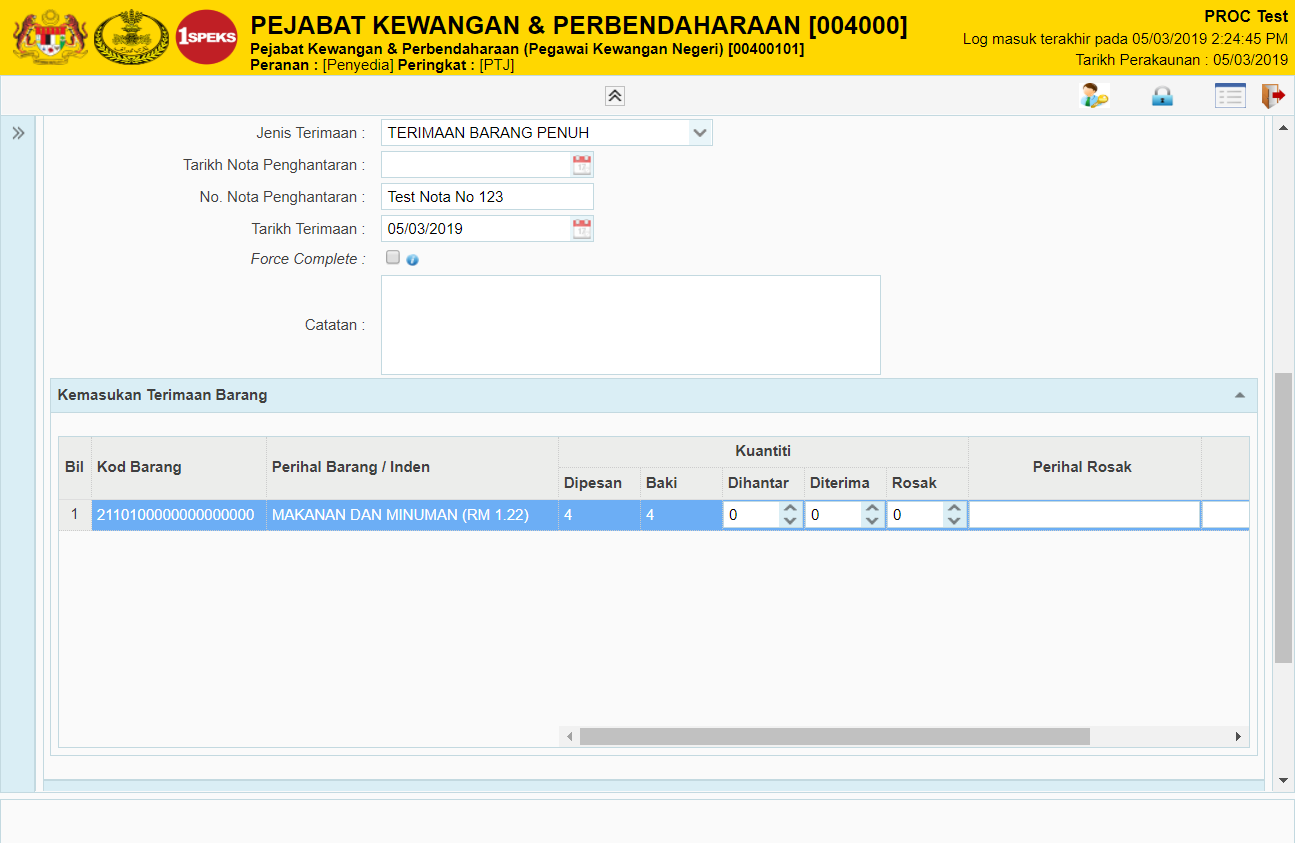 1SPEKS
PEJABAT KEWANGAN & PERBENDAHARAAN [004000]
Pejabat Kewangan & Perbendaharaan (Pegawai Kewangan Negeri) [00400101]
Peranan : [Penyedia] Peringkat : [PTJ]
PROC Test
Log masuk terakhir pada 05/03/2019 2:24:45 PM
Tarikh Perakaunan : 05/03/2019
Jenis Terimaan : TERIMAAN BARANG PENUH
Tarikh Nota Penghantaran :
No. Nota Penghantaran : Test Nota No 123
Tarikh Terimaan : 05/03/2019
Force Complete :
Catatan :
Kemasukan Terimaan Barang
Bil Kod Barang Perihal Barang / Inden Kuantiti Perihal Rosak
Dipesan Baki Dihantar Diterima Rosak
1 2110100000000000000 MAKANAN DAN MINUMAN (RM 1.22) 4 4 0 0 0